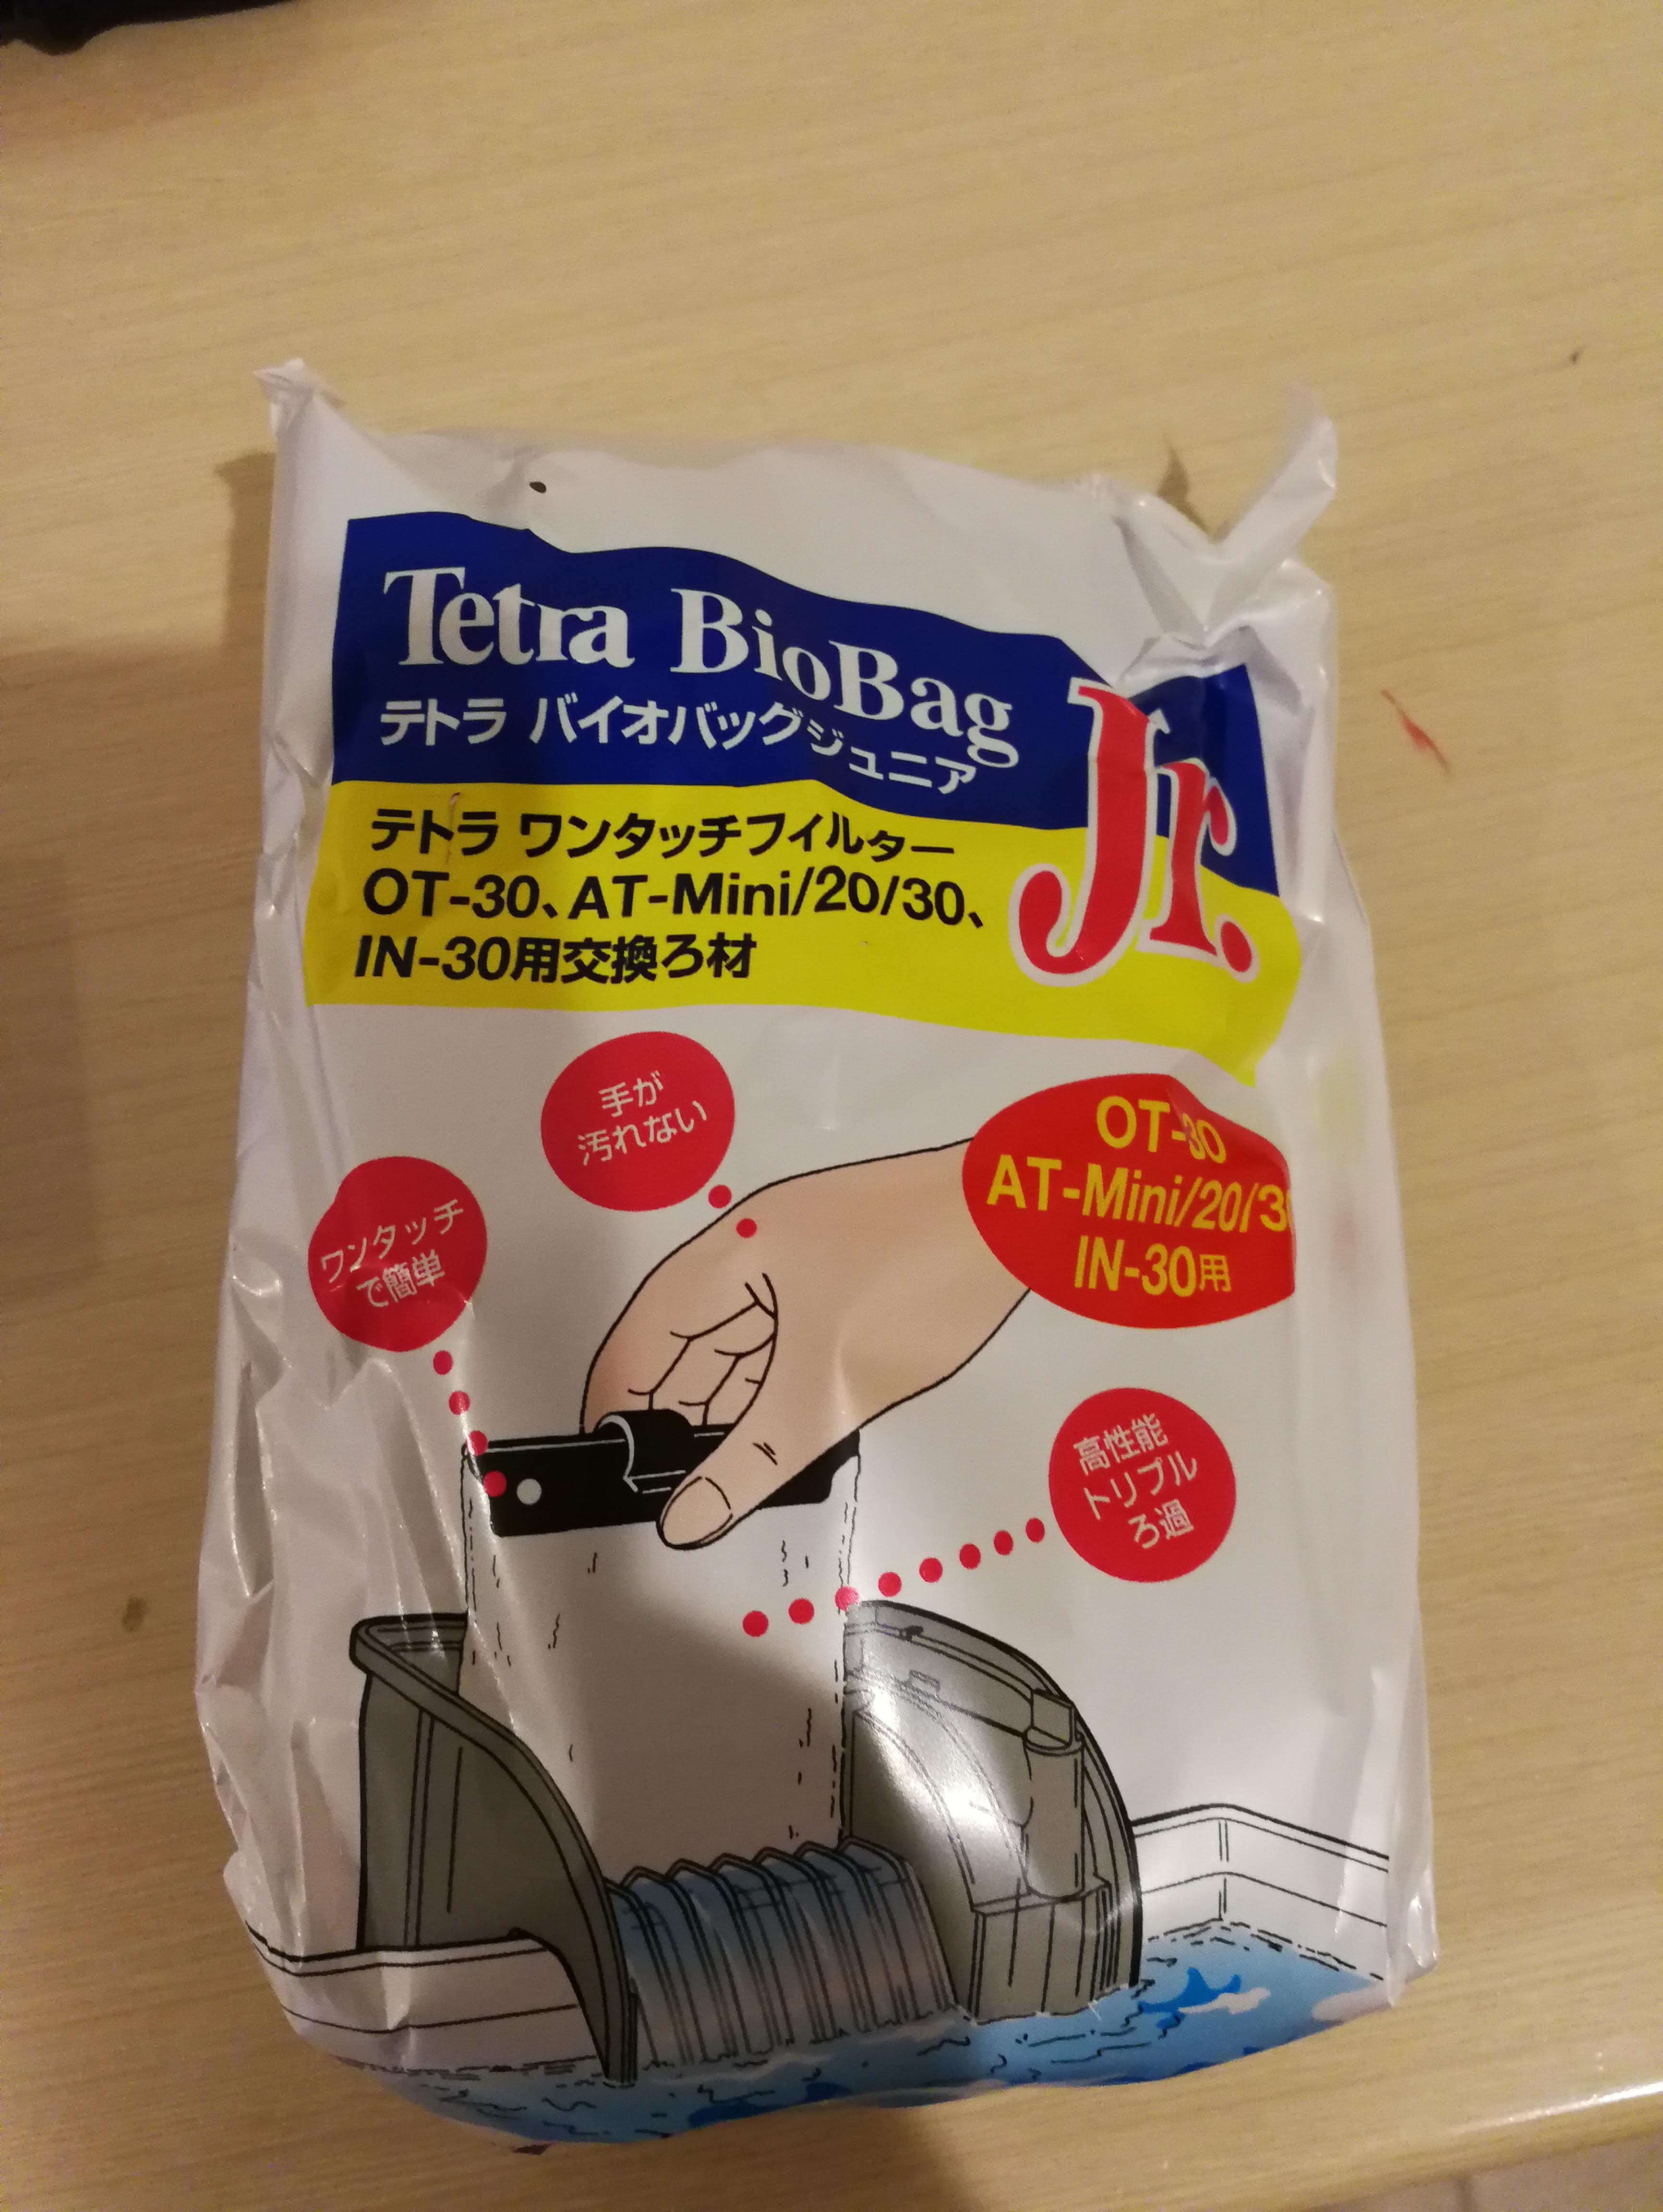 Tetra BioBag Jr.
テトラ バイオバッグジュニア
テトラ ワンタッチフィルター
OT-30、AT-Mini/20/30、
IN-30用交換ろ材
手が
汚れない
OT-30
AT-Mini/20/3
IN-30用
ワンタッチ
で簡単
高性能
トリプル
ろ過